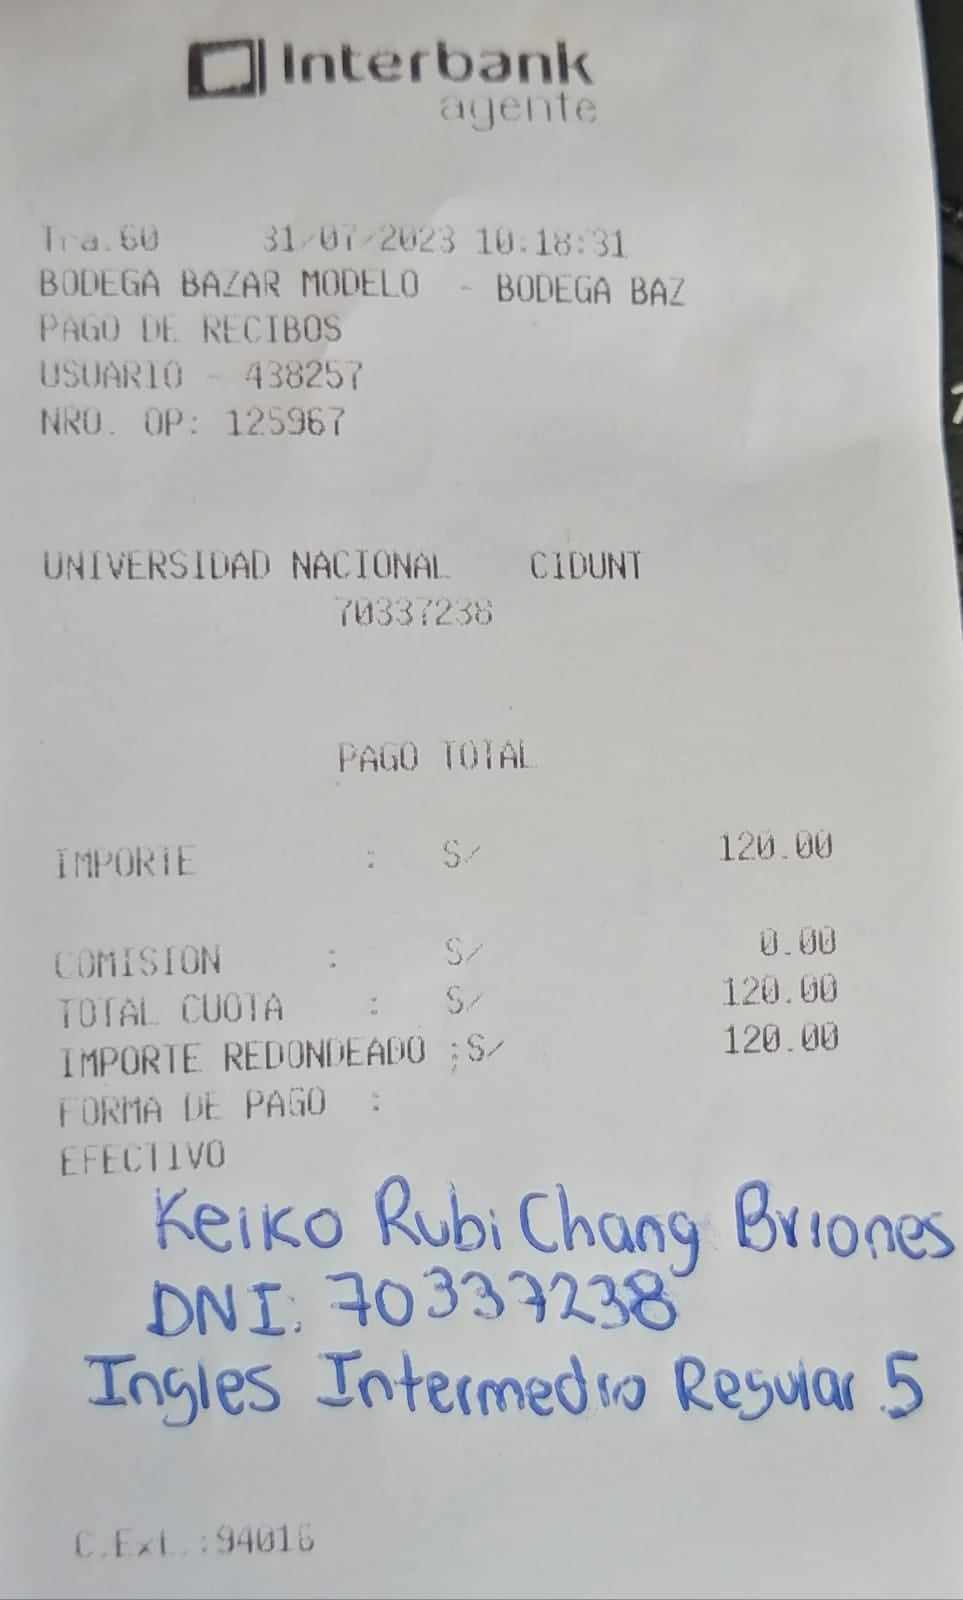 Interbank
agente
Tra.60 31/07/2023 10:18:31
BODEGA BAZAR MODELO - BODEGA BAZ
PAGO DE RECIBOS
USUARIO - 438257
NRO. OP: 125967
UNIVERSIDAD NACIONAL CIDUNT
70337238
PAGO TOTAL
IMPORTE : S/ 120.00
COMISION : S/ 0.00
TOTAL CUOTA : S/ 120.00
IMPORTE REDONDEADO :S/ 120.00
FORMA DE PAGO :
EFECTIVO
Keiko Rubi Chang Briones
DNI: 70337238
Ingles Intermedio Regular 5
C.Ext.:94016